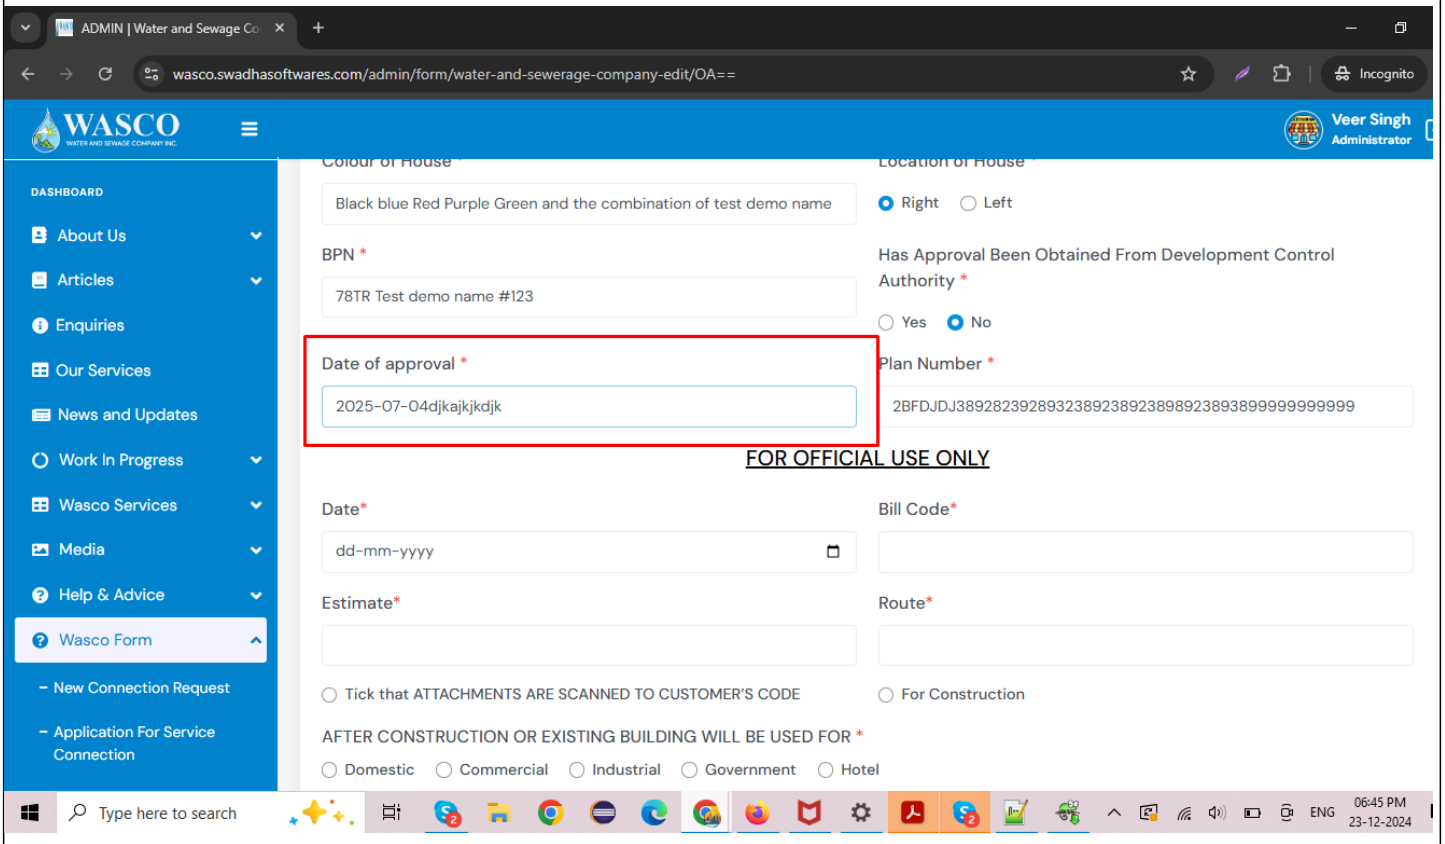 ADMIN | Water and Sewage Co
wasco.swadhasoftwares.com/admin/form/water-and-sewerage-company-edit/OA==
Incognito
WASCO
WATER AND SEWAGE COMPANY INC.
Veer Singh
Administrator
DASHBOARD
About Us
Articles
Enquiries
Our Services
News and Updates
Work In Progress
Wasco Services
Media
Help & Advice
Wasco Form
– New Connection Request
– Application For Service
Connection
Colour of House *
Location of House *
Black blue Red Purple Green and the combination of test demo name
Right Left
BPN *
Has Approval Been Obtained From Development Control
Authority *
78TR Test demo name #123
Yes No
Date of approval *
Plan Number *
2025-07-04djkajkjkdjk
2BFDJDJ38928239289323892389238989238938999999999999
FOR OFFICIAL USE ONLY
Date*
Bill Code*
dd-mm-yyyy
Estimate*
Route*
Tick that ATTACHMENTS ARE SCANNED TO CUSTOMER'S CODE
For Construction
AFTER CONSTRUCTION OR EXISTING BUILDING WILL BE USED FOR *
Domestic Commercial Industrial Government Hotel
Type here to search
ENG
06:45 PM
23-12-2024